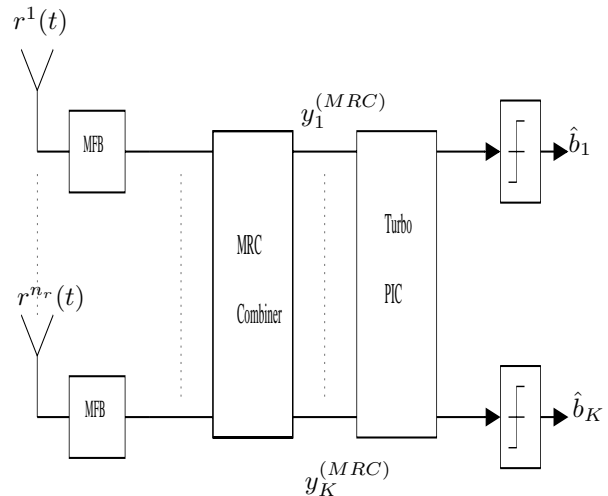 r^1(t)
MFB
y_1^{(MRC)}
\hat{b}_1
MRC
Combiner
Turbo
PIC
r^{n_r}(t)
MFB
\hat{b}_K
y_K^{(MRC)}